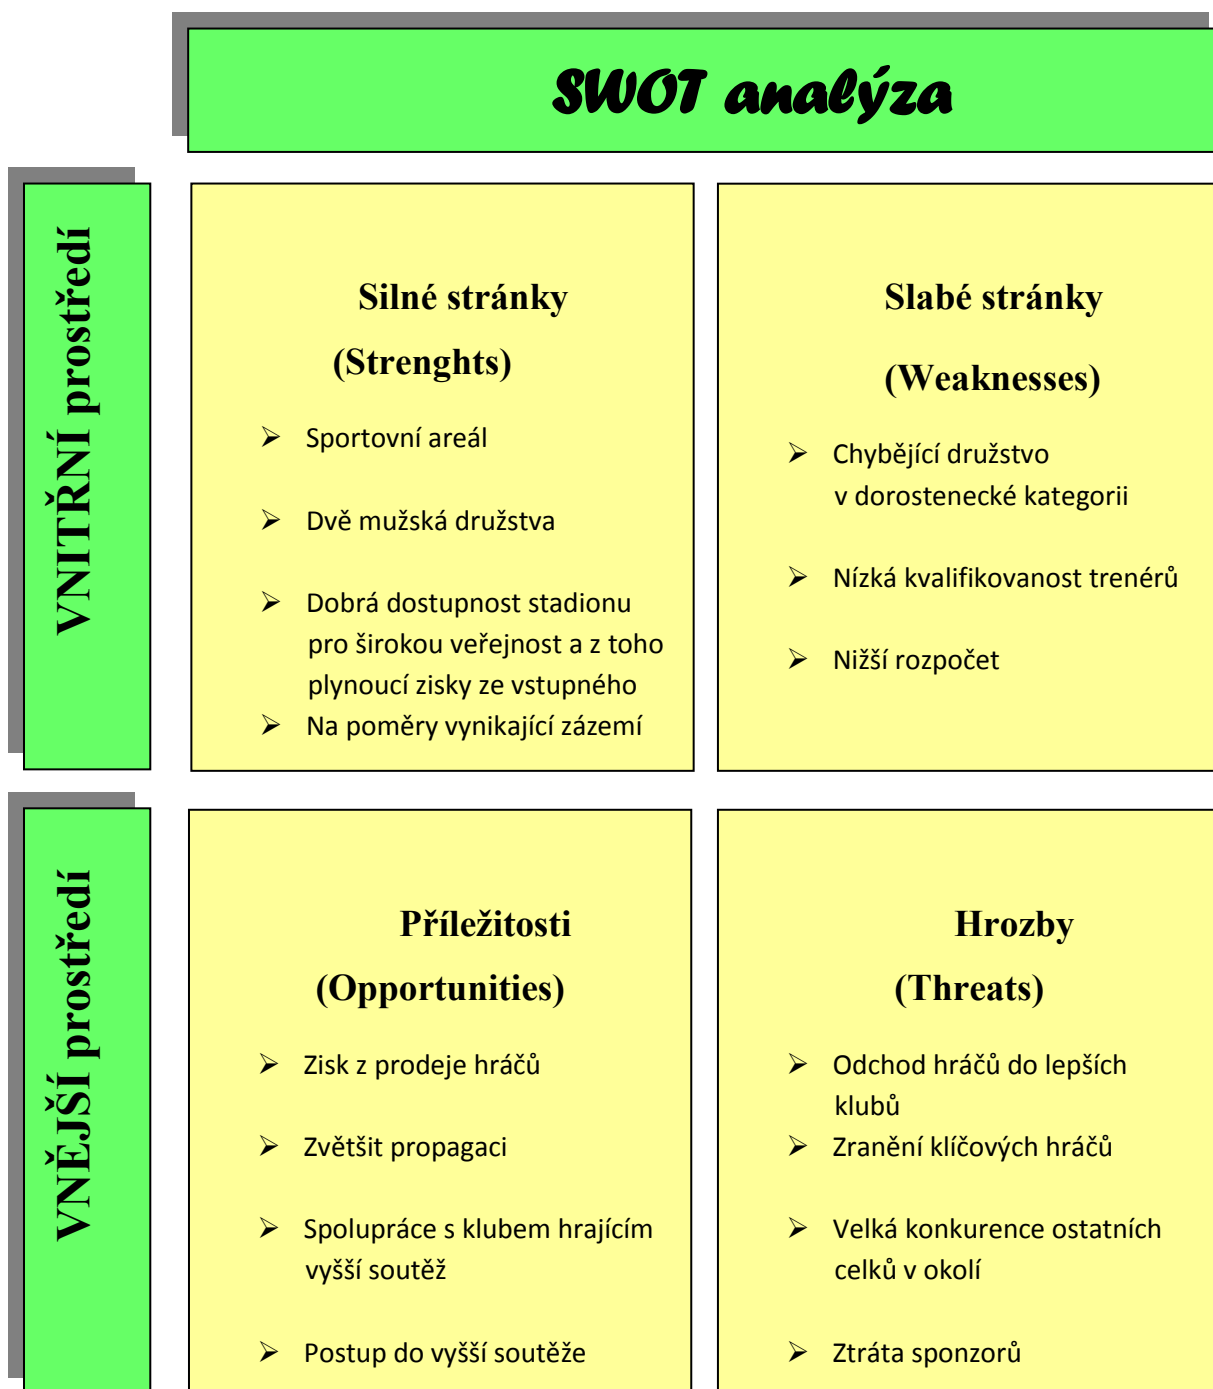 SWOT analýza
VNITŘNÍ prostředí
Silné stránky
(Strenghts)
➢ Sportovní areál
➢ Dvě mužská družstva
➢ Dobrá dostupnost stadionu
pro širokou veřejnost a z toho
plynoucí zisky ze vstupného
➢ Na poměry vynikající zázemí
Slabé stránky
(Weaknesses)
➢ Chybějící družstvo
v dorostenecké kategorii
➢ Nízká kvalifikovanost trenérů
➢ Nižší rozpočet
VNĚJŠÍ prostředí
Příležitosti
(Opportunities)
➢ Zisk z prodeje hráčů
➢ Zvětšit propagaci
➢ Spolupráce s klubem hrajícím
vyšší soutěž
➢ Postup do vyšší soutěže
Hrozby
(Threats)
➢ Odchod hráčů do lepších
klubů
➢ Zranění klíčových hráčů
➢ Velká konkurence ostatních
celků v okolí
➢ Ztráta sponzorů